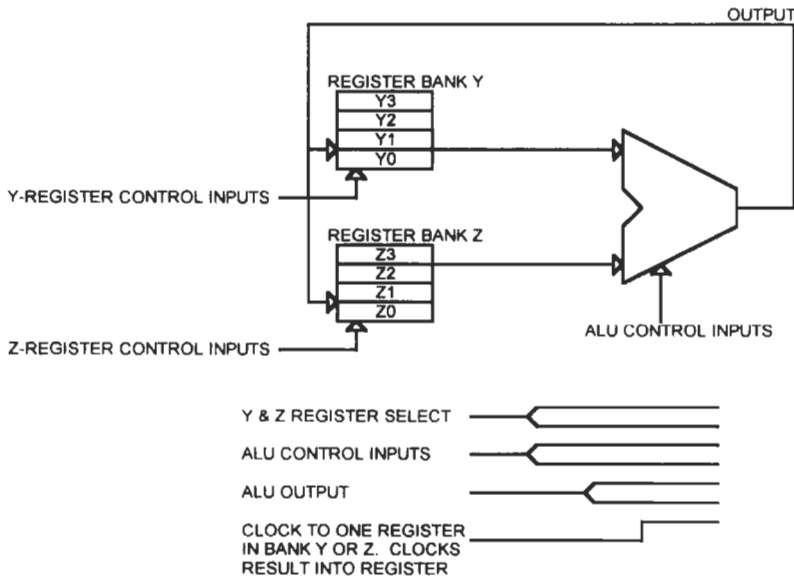 OUTPUT
REGISTER BANK Y
Y3
Y2
Y1
Y0
Y-REGISTER CONTROL INPUTS
REGISTER BANK Z
Z3
Z2
Z1
Z0
Z-REGISTER CONTROL INPUTS
ALU CONTROL INPUTS
Y & Z REGISTER SELECT
ALU CONTROL INPUTS
ALU OUTPUT
CLOCK TO ONE REGISTER
IN BANK Y OR Z. CLOCKS
RESULT INTO REGISTER